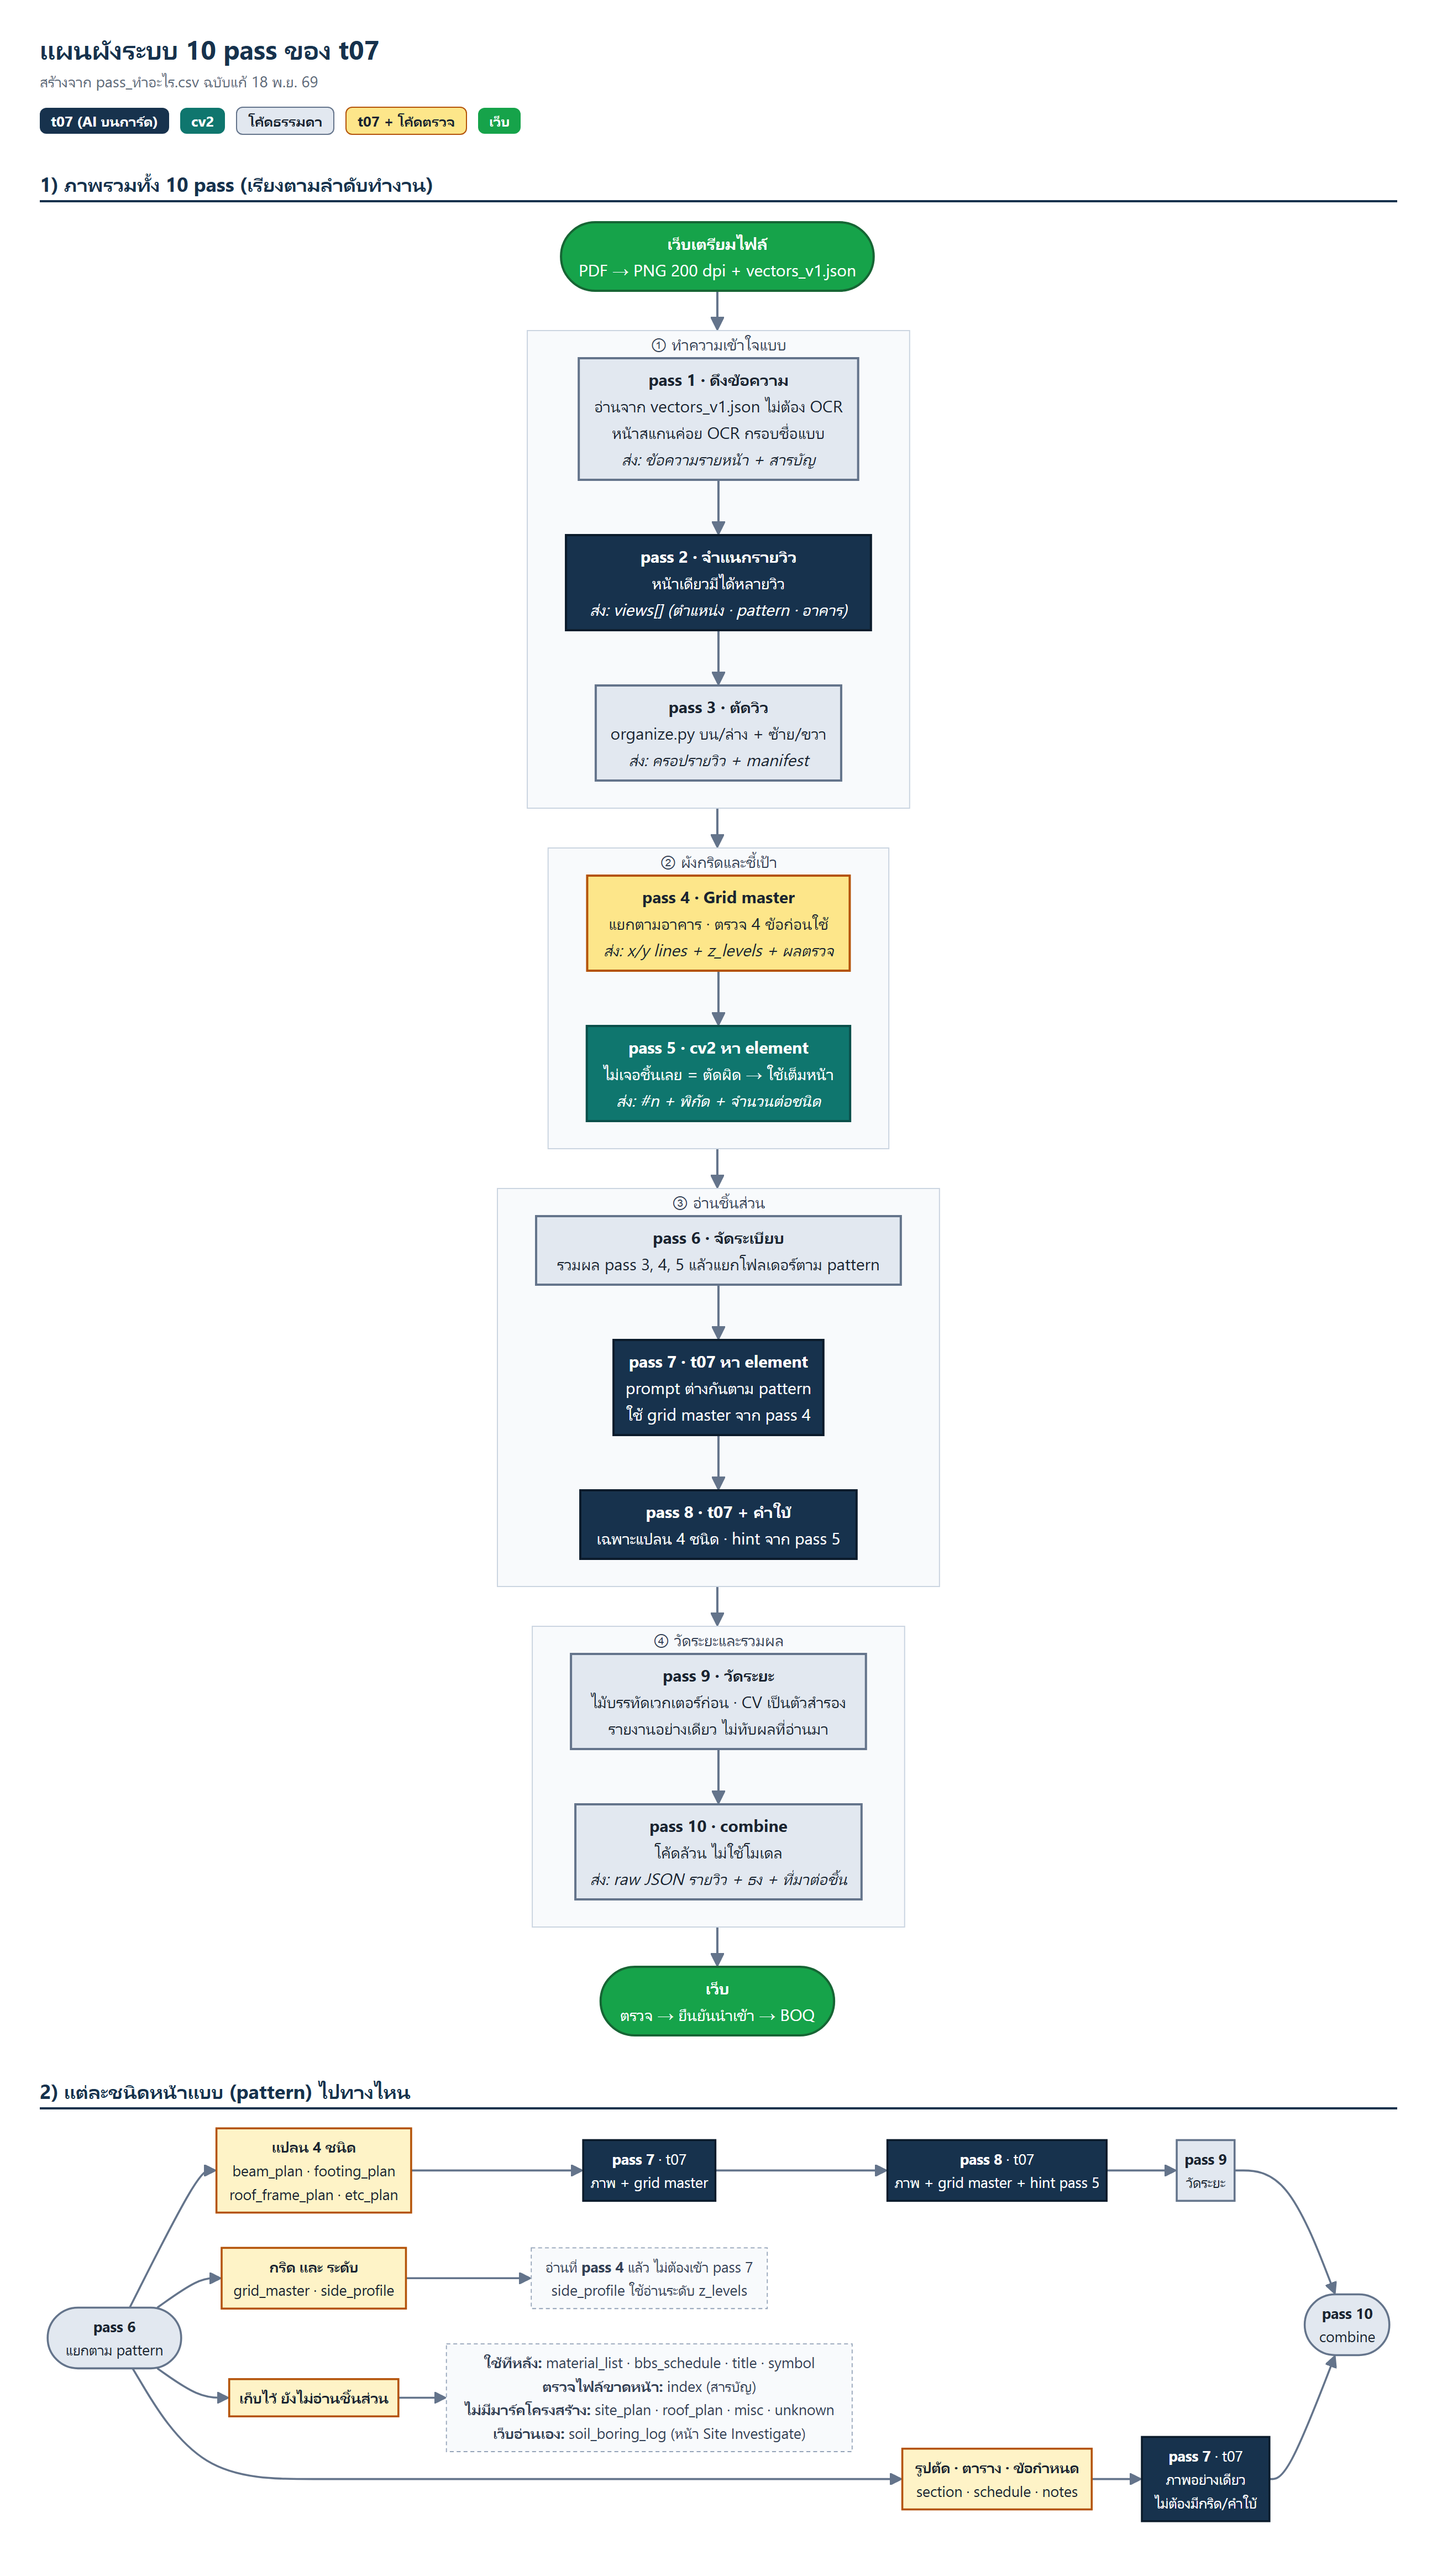 แผนผังระบบ 10 pass ของ t07
สร้างจาก pass_ทำอะไร.csv ฉบับแก้ 18 พ.ย. 69
t07 (AI บนการ์ด)
cv2
โค้ดธรรมดา
t07 + โค้ดตรวจ
เว็บ
1) ภาพรวมทั้ง 10 pass (เรียงตามลำดับทำงาน)
เว็บเตรียมไฟล์
PDF → PNG 200 dpi + vectors_v1.json
① ทำความเข้าใจแบบ
pass 1 · ดึงข้อความ
อ่านจาก vectors_v1.json ไม่ต้อง OCR
หน้าสแกนค่อย OCR กรอบชื่อแบบ
ส่ง: ข้อความรายหน้า + สารบัญ
pass 2 · จำแนกรายวิว
หน้าเดียวมีได้หลายวิว
ส่ง: views[] (ตำแหน่ง · pattern · อาคาร)
pass 3 · ตัดวิว
organize.py บน/ล่าง + ซ้าย/ขวา
ส่ง: ครอปรายวิว + manifest
② ผังกริดและชี้เป้า
pass 4 · Grid master
แยกตามอาคาร · ตรวจ 4 ข้อก่อนใช้
ส่ง: x/y lines + z_levels + ผลตรวจ
pass 5 · cv2 หา element
ไม่เจอชิ้นเลย = ตัดผิด → ใช้เต็มหน้า
ส่ง: #n + พิกัด + จำนวนต่อชนิด
③ อ่านชิ้นส่วน
pass 6 · จัดระเบียบ
รวมผล pass 3, 4, 5 แล้วแยกโฟลเดอร์ตาม pattern
pass 7 · t07 หา element
prompt ต่างกันตาม pattern
ใช้ grid master จาก pass 4
pass 8 · t07 + คำใบ้
เฉพาะแปลน 4 ชนิด · hint จาก pass 5
④ วัดระยะและรวมผล
pass 9 · วัดระยะ
ไม้บรรทัดเวกเตอร์ก่อน · CV เป็นตัวสำรอง
รายงานอย่างเดียว ไม่ทับผลที่อ่านมา
pass 10 · combine
โค้ดล้วน ไม่ใช้โมเดล
ส่ง: raw JSON รายวิว + ธง + ที่มาต่อชิ้น
เว็บ
ตรวจ → ยืนยันนำเข้า → BOQ
2) แต่ละชนิดหน้าแบบ (pattern) ไปทางไหน
แปลน 4 ชนิด
beam_plan · footing_plan
roof_frame_plan · etc_plan
pass 7 · t07
ภาพ + grid master
pass 8 · t07
ภาพ + grid master + hint pass 5
pass 9
วัดระยะ
กริด และ ระดับ
grid_master · side_profile
อ่านที่ pass 4 แล้ว ไม่ต้องเข้า pass 7
side_profile ใช้อ่านระดับ z_levels
pass 6
แยกตาม pattern
pass 10
combine
เก็บไว้ ยังไม่อ่านชิ้นส่วน
ใช้ทีหลัง: material_list · bbs_schedule · title · symbol
ตรวจไฟล์ขาดหน้า: index (สารบัญ)
ไม่มีมาร์คโครงสร้าง: site_plan · roof_plan · misc · unknown
เว็บอ่านเอง: soil_boring_log (หน้า Site Investigate)
รูปตัด · ตาราง · ข้อกำหนด
section · schedule · notes
pass 7 · t07
ภาพอย่างเดียว
ไม่ต้องมีกริด/คำใบ้